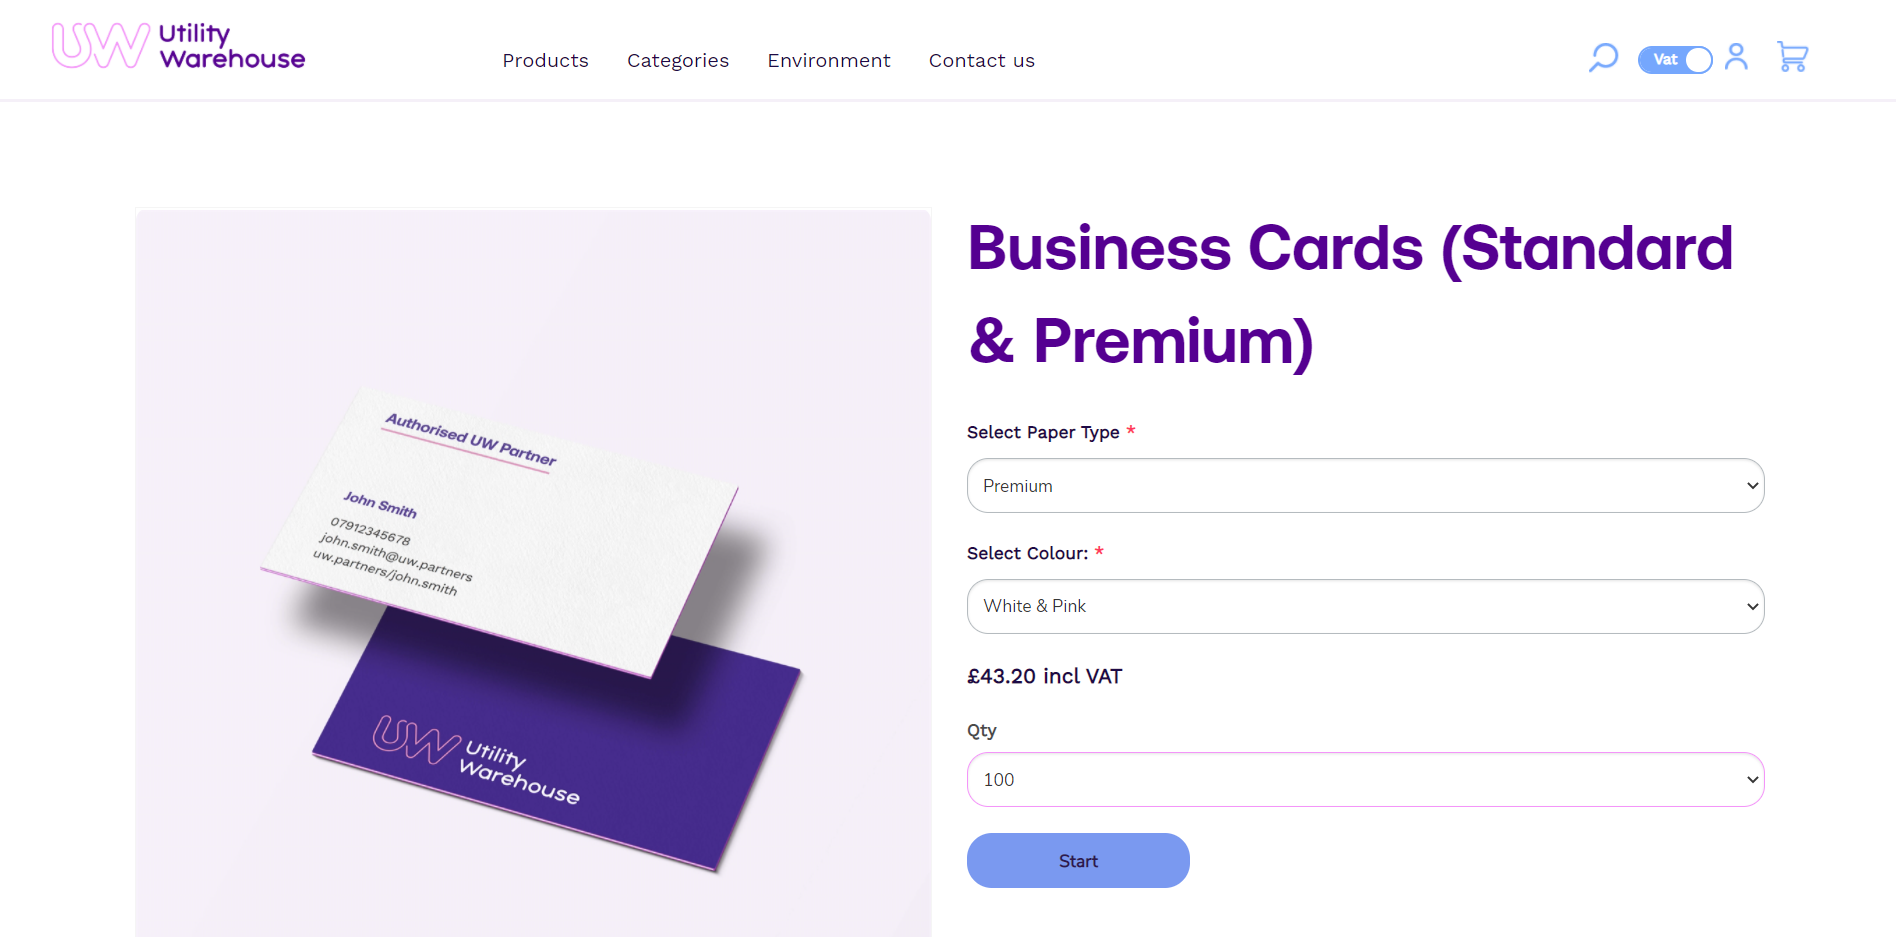 UW Utility
Warehouse
Products
Categories
Environment
Contact us
Vat
Authorised UW Partner
John Smith
07912345678
john.smith@uw.partners
uw.partners/john.smith
UW Utility
Warehouse
Business Cards (Standard
& Premium)
Select Paper Type *
Premium
Select Colour: *
White & Pink
£43.20 incl VAT
Qty
100
Start